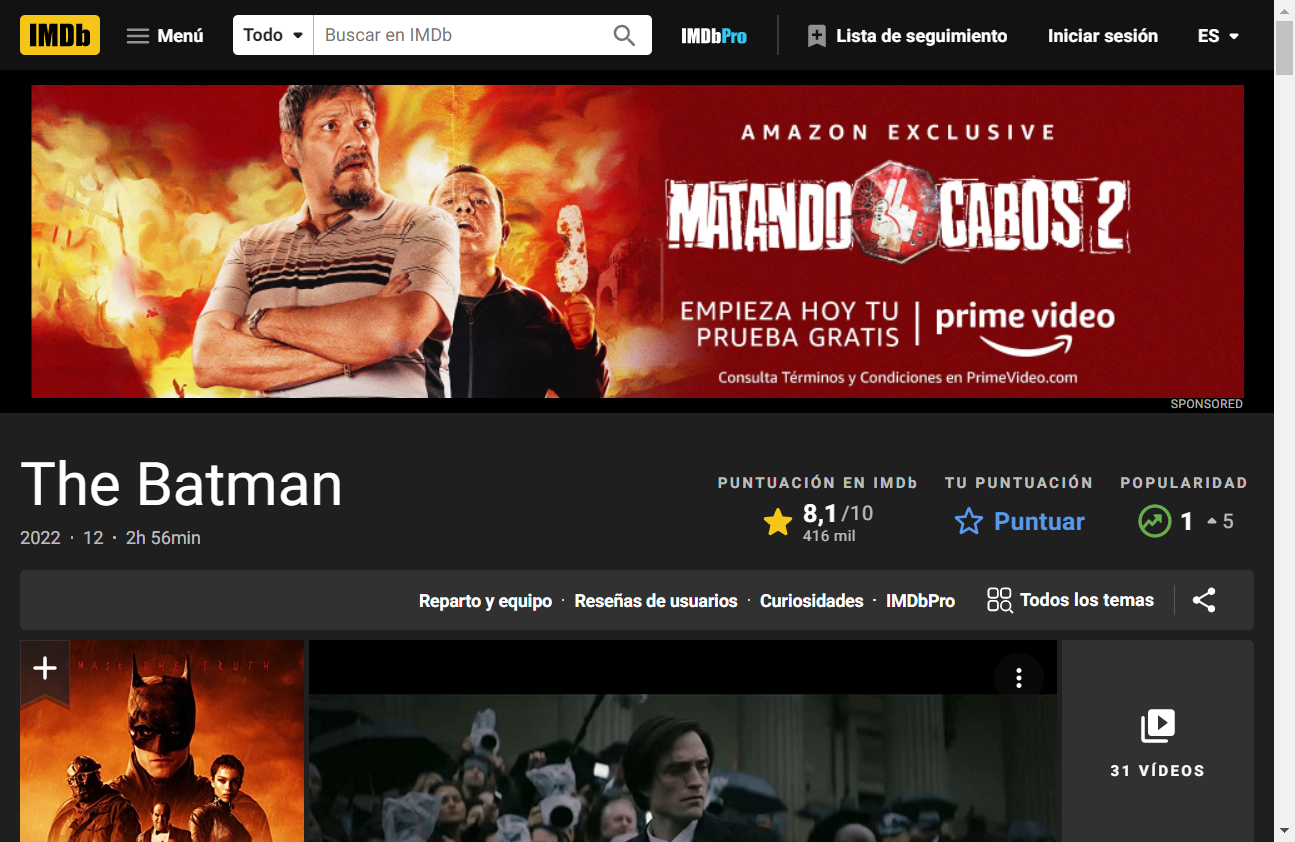 IMDb Menú Todo Buscar en IMDb IMDbPro Lista de seguimiento Iniciar sesión ES
AMAZON EXCLUSIVE
MATANDO CABOS 2
EMPIEZA HOY TU
PRUEBA GRATIS | prime video
Consulta Términos y Condiciones en PrimeVideo.com
SPONSORED
The Batman
2022 · 12 · 2h 56min
PUNTUACIÓN EN IMDb TU PUNTUACIÓN POPULARIDAD
8,1/10 Puntuar 1 5
416 mil
Reparto y equipo · Reseñas de usuarios · Curiosidades · IMDbPro Todos los temas
MASK THE TRUTH
31 VÍDEOS